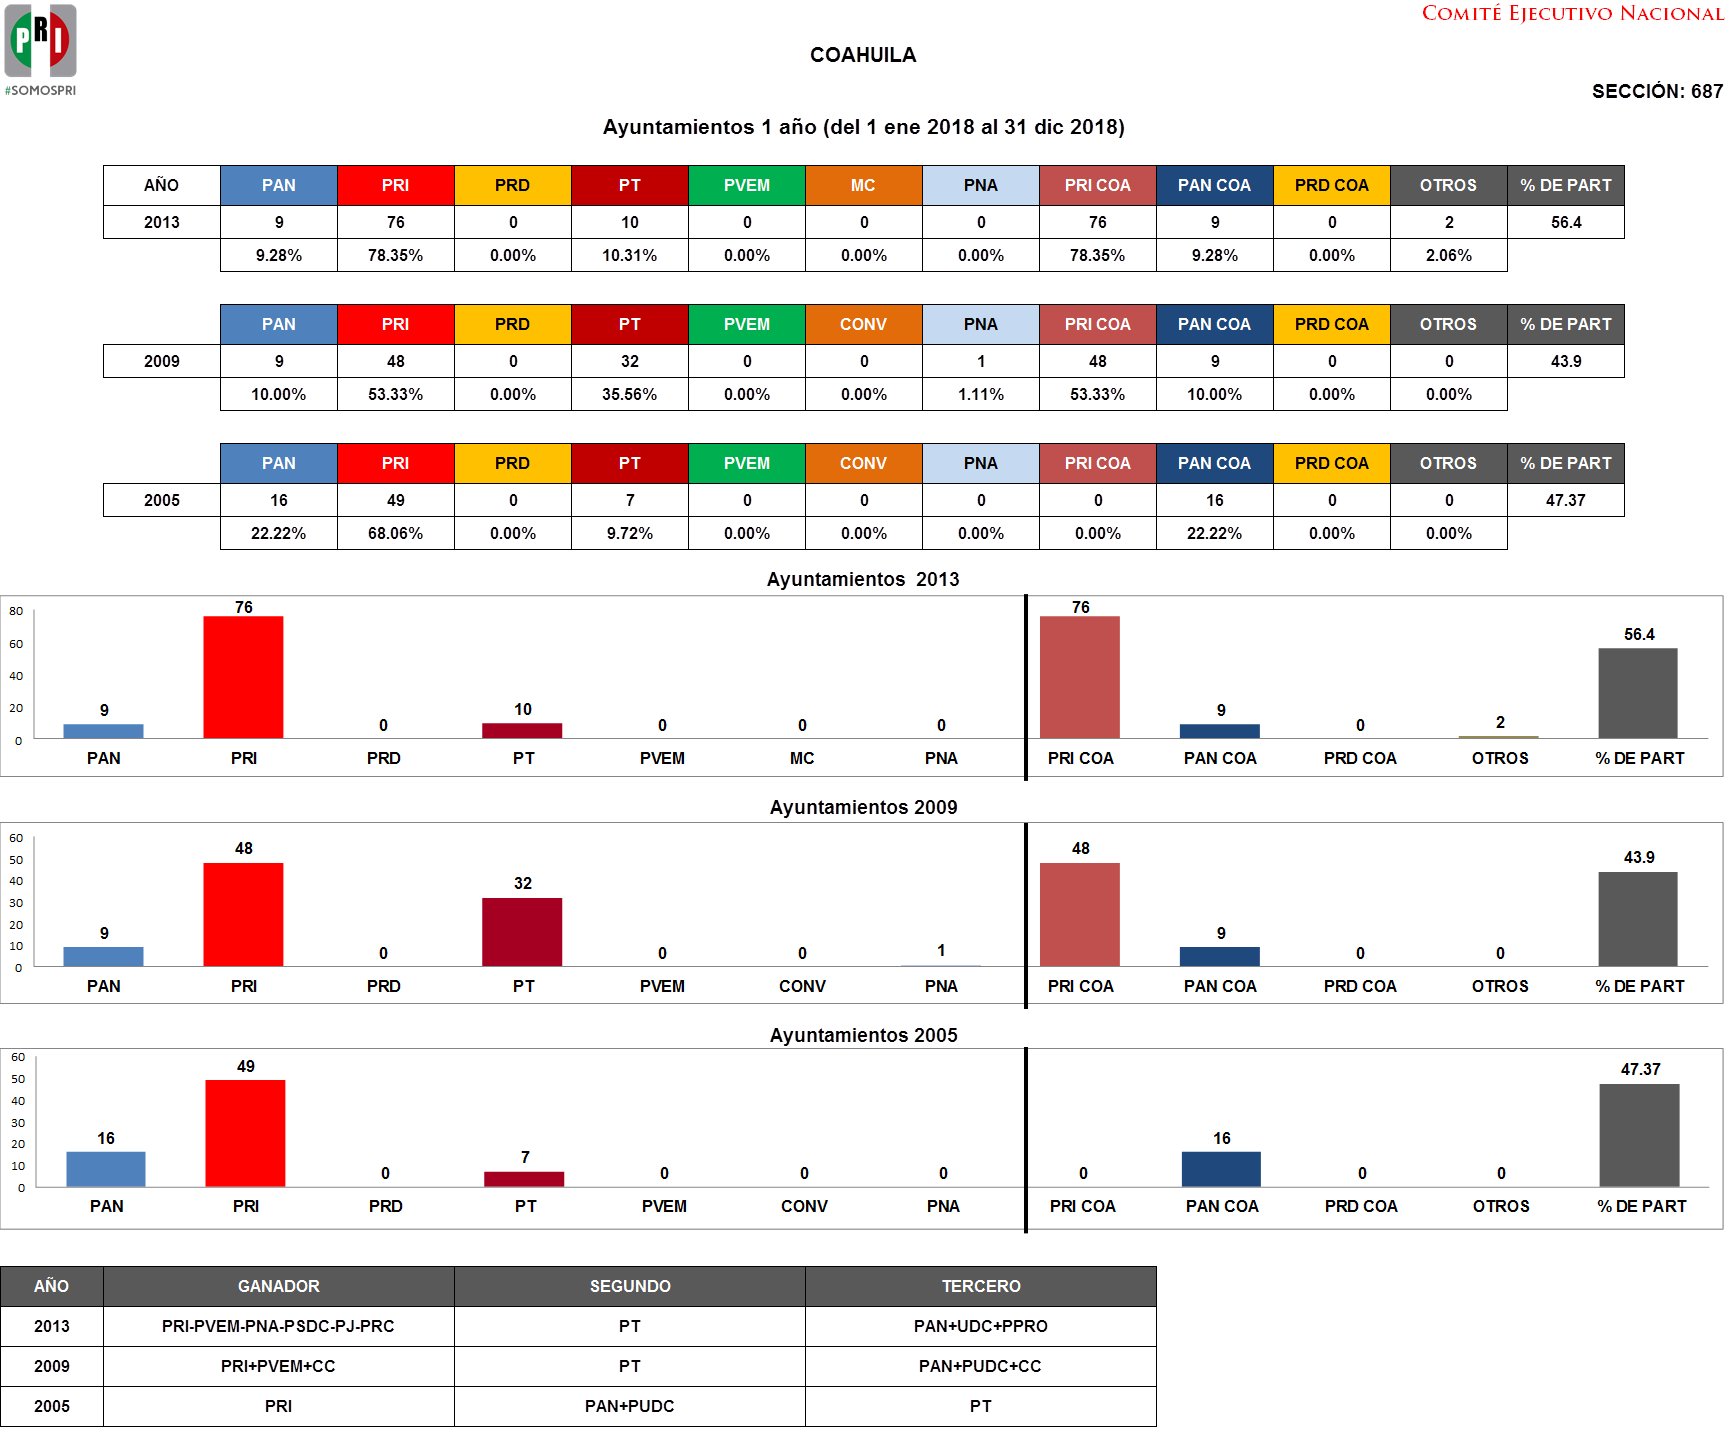 PRI
#SOMOSPRI
COMITÉ EJECUTIVO NACIONAL
COAHUILA
SECCIÓN: 687
Ayuntamientos 1 año (del 1 ene 2018 al 31 dic 2018)
AÑO PAN PRI PRD PT PVEM MC PNA PRI COA PAN COA PRD COA OTROS % DE PART
2013 9 76 0 10 0 0 0 76 9 0 2 56.4
9.28% 78.35% 0.00% 10.31% 0.00% 0.00% 0.00% 78.35% 9.28% 0.00% 2.06%
PAN PRI PRD PT PVEM CONV PNA PRI COA PAN COA PRD COA OTROS % DE PART
2009 9 48 0 32 0 0 1 48 9 0 0 43.9
10.00% 53.33% 0.00% 35.56% 0.00% 0.00% 1.11% 53.33% 10.00% 0.00% 0.00%
PAN PRI PRD PT PVEM CONV PNA PRI COA PAN COA PRD COA OTROS % DE PART
2005 16 49 0 7 0 0 0 0 16 0 0 47.37
22.22% 68.06% 0.00% 9.72% 0.00% 0.00% 0.00% 0.00% 22.22% 0.00% 0.00%
Ayuntamientos 2013
80
60
40
20
0
9 76 0 10 0 0 0 76 9 0 2 56.4
PAN PRI PRD PT PVEM MC PNA PRI COA PAN COA PRD COA OTROS % DE PART
Ayuntamientos 2009
60
50
40
30
20
10
0
9 48 0 32 0 0 1 48 9 0 0 43.9
PAN PRI PRD PT PVEM CONV PNA PRI COA PAN COA PRD COA OTROS % DE PART
Ayuntamientos 2005
60
50
40
30
20
10
0
16 49 0 7 0 0 0 0 16 0 0 47.37
PAN PRI PRD PT PVEM CONV PNA PRI COA PAN COA PRD COA OTROS % DE PART
AÑO GANADOR SEGUNDO TERCERO
2013 PRI-PVEM-PNA-PSDC-PJ-PRC PT PAN+UDC+PPRO
2009 PRI+PVEM+CC PT PAN+PUDC+CC
2005 PRI PAN+PUDC PT